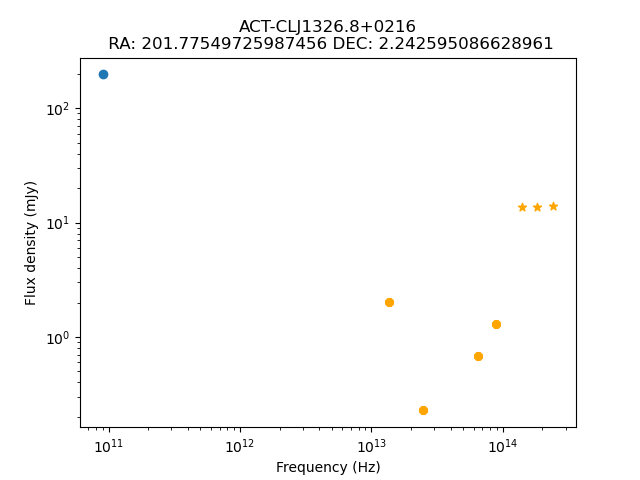 ACT-CLJ1326.8+0216
RA: 201.77549725987456 DEC: 2.242595086628961
Flux density (mJy)
10²
10¹
10⁰
10¹¹ 10¹² 10¹³ 10¹⁴
Frequency (Hz)